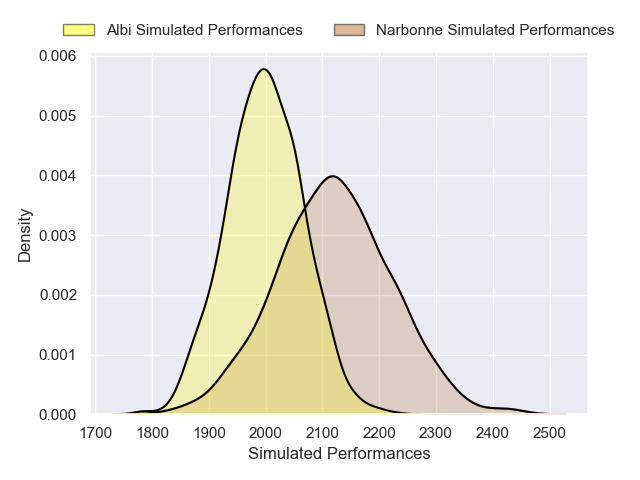 Albi Simulated Performances
Narbonne Simulated Performances
0.006
0.005
0.004
0.003
0.002
0.001
0.000
Density
1700 1800 1900 2000 2100 2200 2300 2400 2500
Simulated Performances